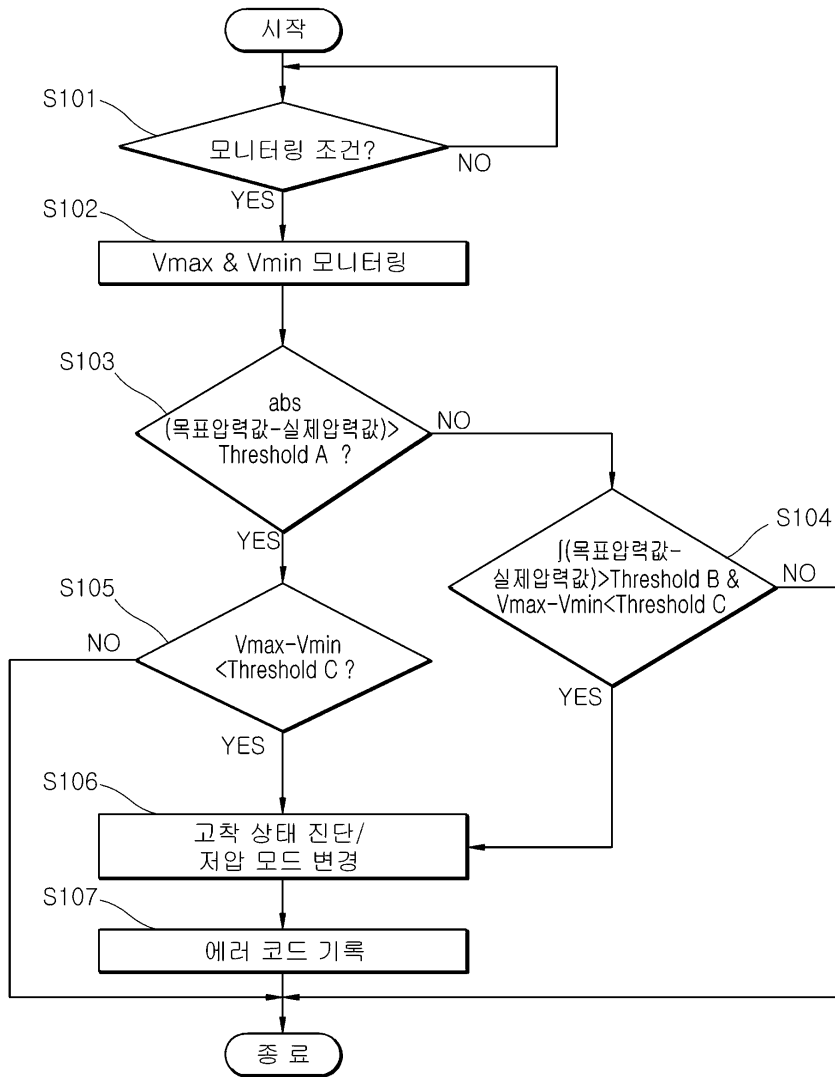 시작
S101
모니터링 조건?
NO
YES
S102
Vmax & Vmin 모니터링
S103
abs
(목표압력값-실제압력값)>
Threshold A ?
NO
YES
S104
∫(목표압력값-
실제압력값)>Threshold B &
Vmax-Vmin<Threshold C
NO
YES
S105
Vmax-Vmin
<Threshold C ?
NO
YES
S106
고착 상태 진단/
저압 모드 변경
S107
에러 코드 기록
종 료